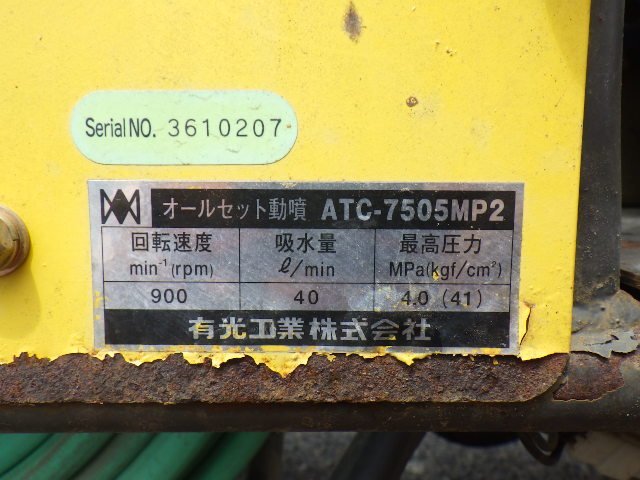 Serial NO. 3610207
オールセット動噴 ATC-7505MP2
回転速度 吸水量 最高圧力
min⁻¹(rpm) ℓ/min MPa(kgf/cm²)
900 40 4.0 (41)
有光工業株式会社